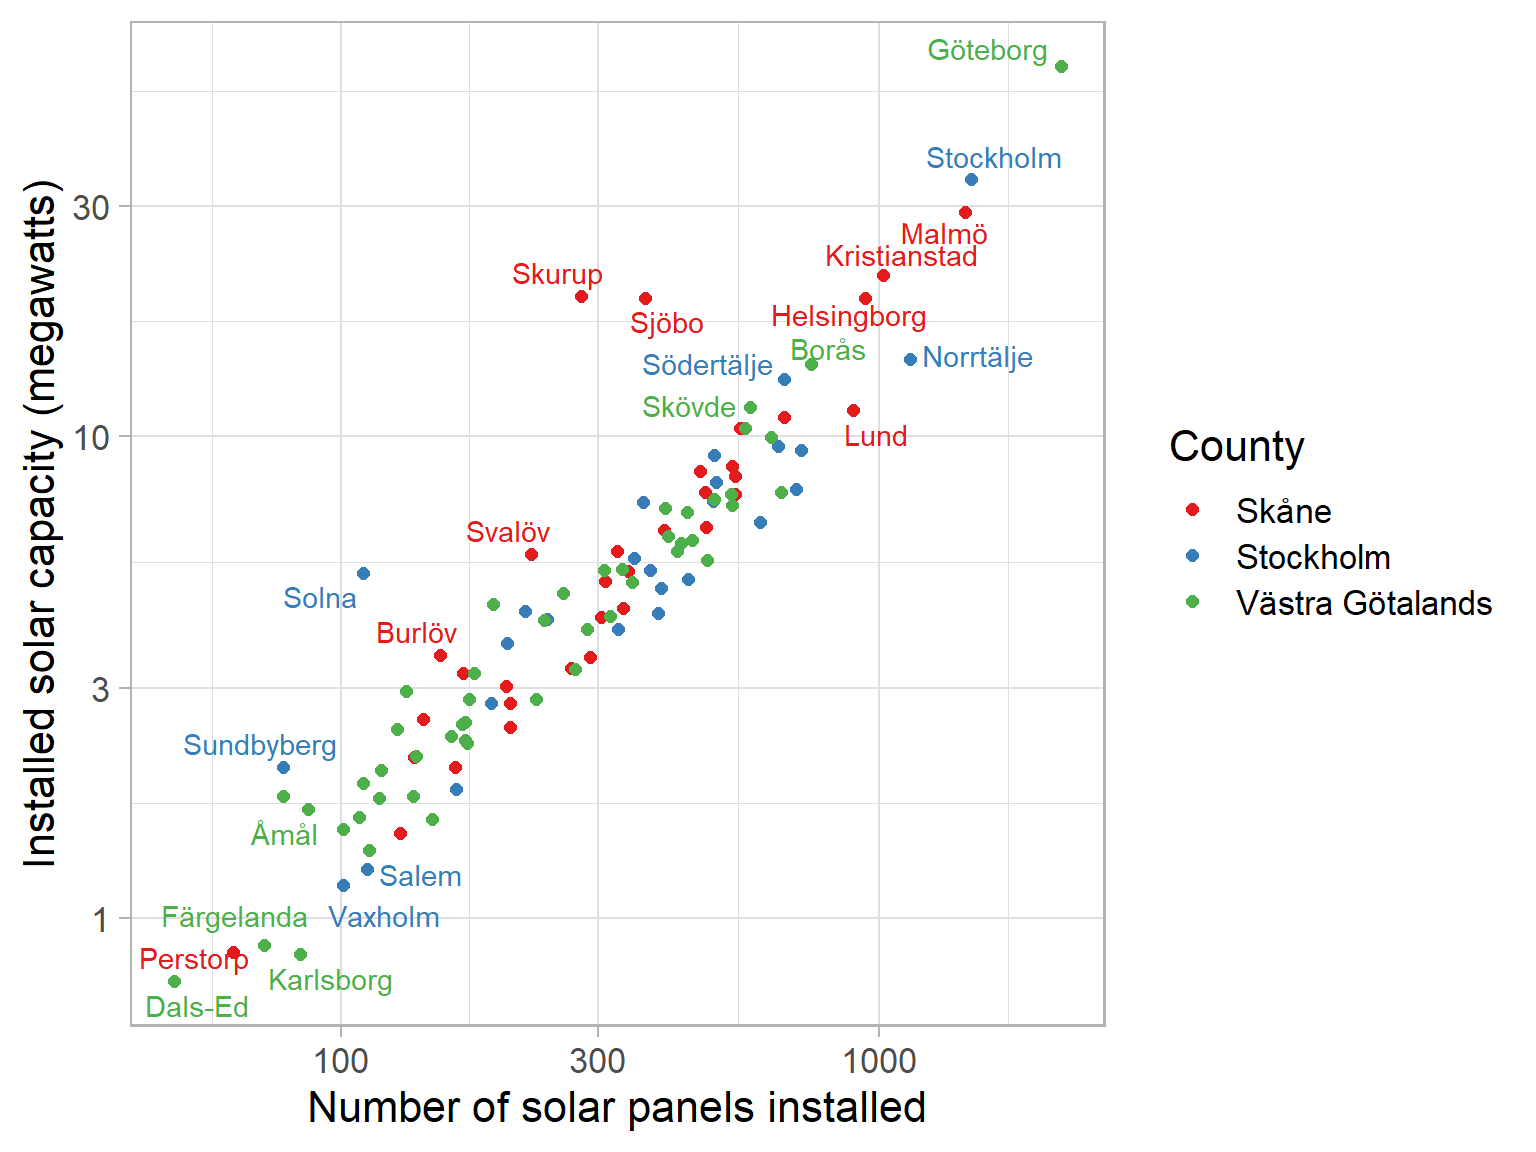 Göteborg
Stockholm
Malmö
Kristianstad
Skurup
Sjöbo
Helsingborg
Borås
Norrtälje
Södertälje
Skövde
Lund
Svalöv
Solna
Burlöv
Sundbyberg
Åmål
Salem
Färgelanda
Vaxholm
Perstorp
Karlsborg
Dals-Ed
30
10
3
1
100
300
1000
Number of solar panels installed
Installed solar capacity (megawatts)
County
Skåne
Stockholm
Västra Götalands